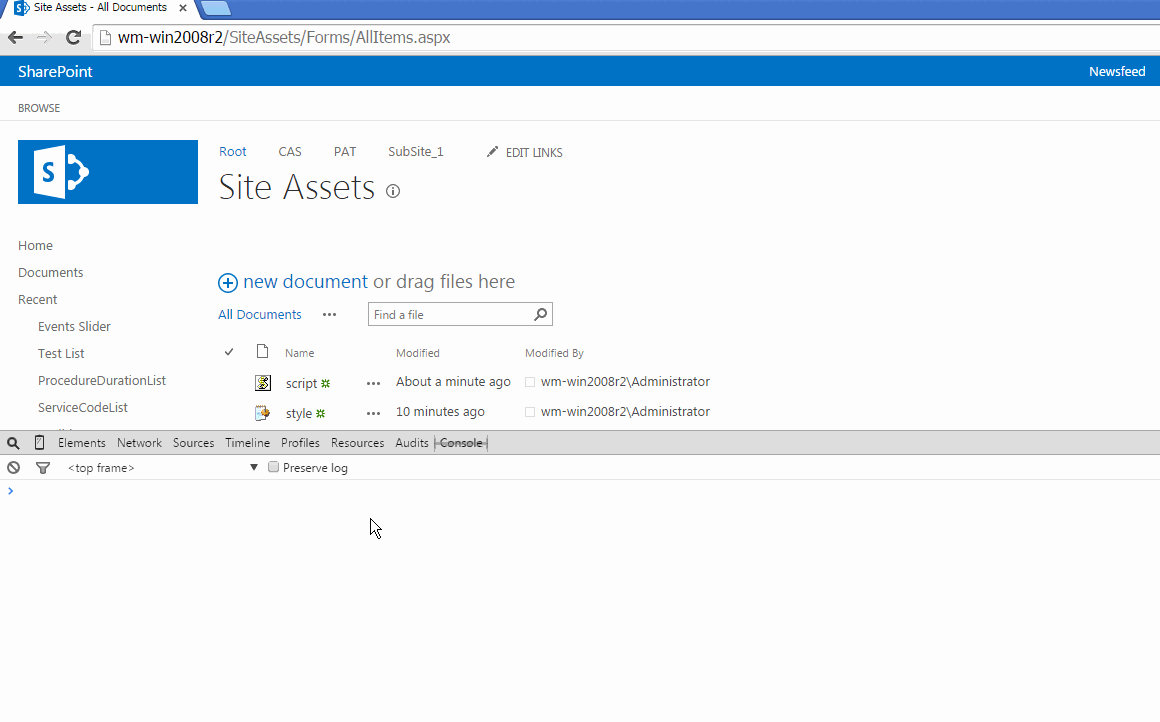 Site Assets - All Documents
wm-win2008r2/SiteAssets/Forms/AllItems.aspx
SharePoint Newsfeed
BROWSE
Root CAS PAT SubSite_1 EDIT LINKS
Site Assets
Home
Documents
Recent
Events Slider
Test List
ProcedureDurationList
ServiceCodeList
new document or drag files here
All Documents ••• Find a file
Name Modified Modified By
script ••• About a minute ago wm-win2008r2\Administrator
style ••• 10 minutes ago wm-win2008r2\Administrator
Elements Network Sources Timeline Profiles Resources Audits Console
<top frame> Preserve log